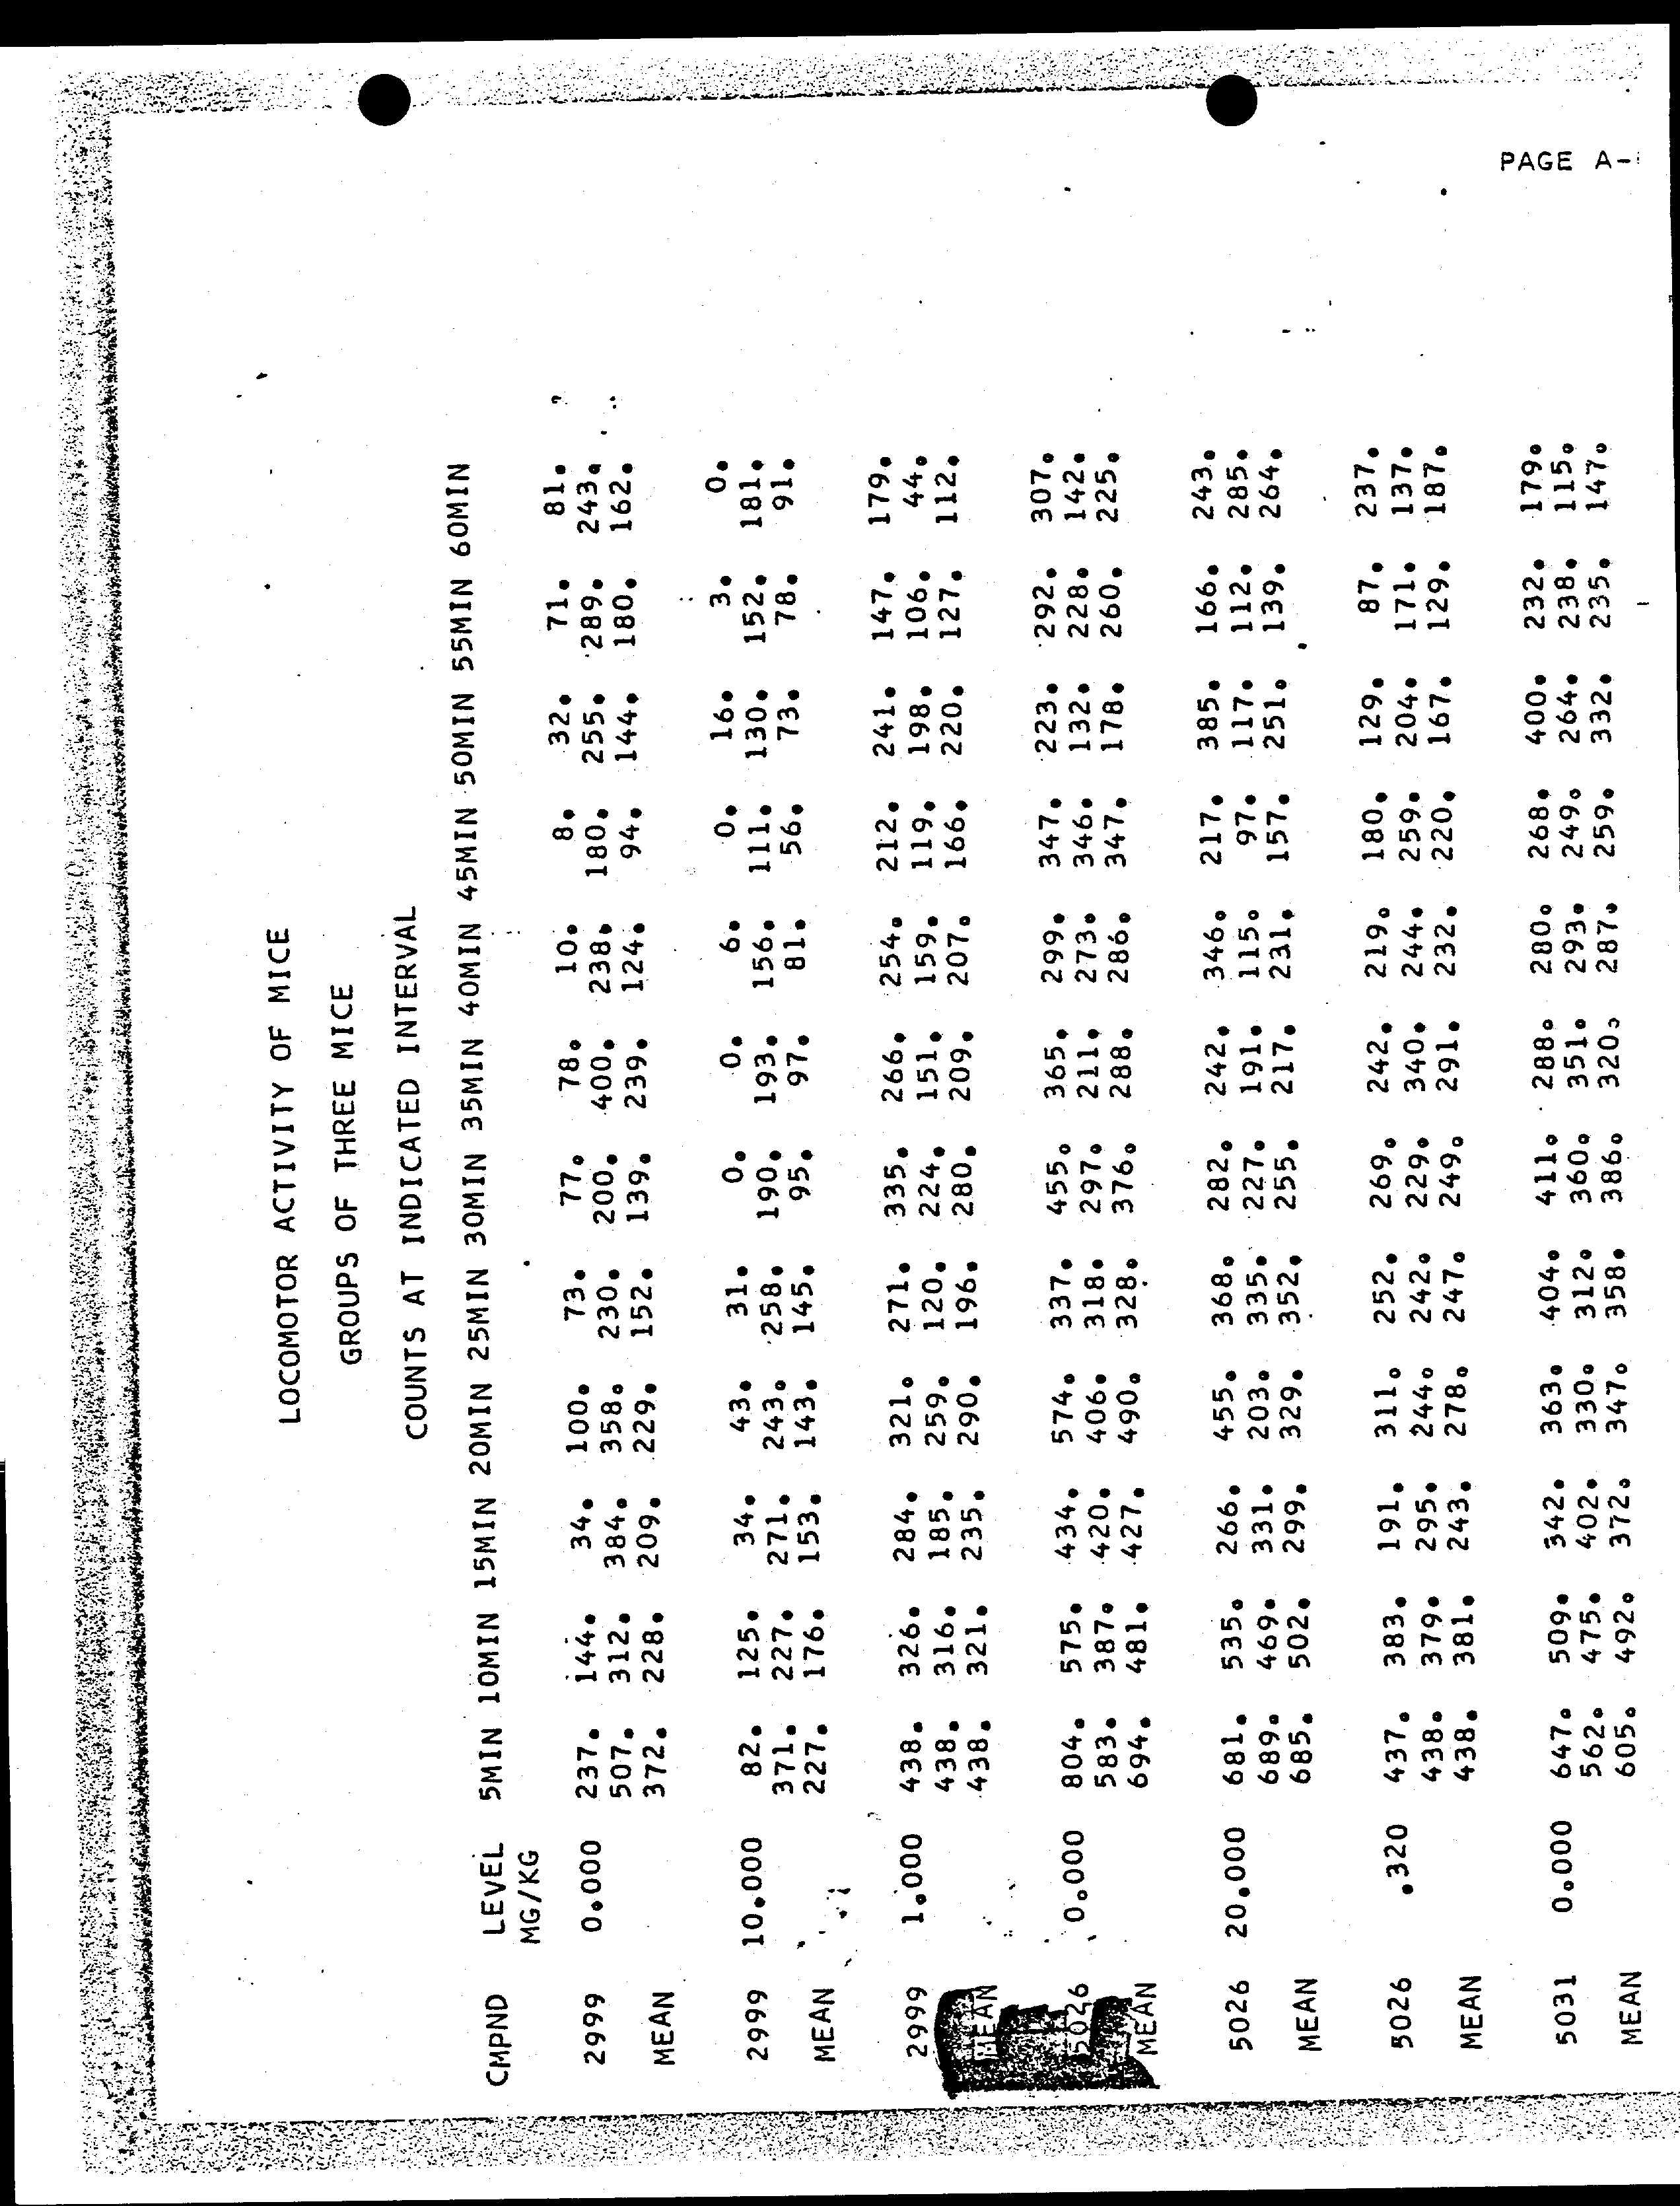 PAGE A-
LOCOMOTOR ACTIVITY OF MICE
GROUPS OF THREE MICE
COUNTS AT INDICATED INTERVAL
CMPND LEVEL 5MIN 10MIN 15MIN 20MIN 25MIN 30MIN 35MIN 40MIN 45MIN 50MIN 55MIN 60MIN
MG/KG
2999 0.000 237. 144. 34. 100. 73. 77. 78. 10. 8. 32. 71. 81.
507. 312. 384. 358. 230. 200. 400. 238. 180. 255. 289. 243.
MEAN 372. 228. 209. 229. 152. 139. 239. 124. 94. 144. 180. 162.
2999 10.000 82. 125. 34. 43. 31. 0. 0. 6. 0. 16. 3. 0.
371. 227. 271. 243. 258. 190. 193. 156. 111. 130. 152. 181.
MEAN 227. 176. 153. 143. 145. 95. 97. 81. 56. 73. 78. 91.
2999 1.000 438. 326. 284. 321. 271. 335. 266. 254. 212. 241. 147. 179.
438. 316. 185. 259. 120. 224. 151. 159. 119. 198. 106. 44.
MEAN 438. 321. 235. 290. 196. 280. 209. 207. 166. 220. 127. 112.
5026 0.000 804. 575. 434. 574. 337. 455. 365. 299. 347. 223. 292. 307.
583. 387. 420. 406. 318. 297. 211. 273. 346. 132. 228. 142.
MEAN 694. 481. 427. 490. 328. 376. 288. 286. 347. 178. 260. 225.
5026 20.000 681. 535. 266. 455. 368. 282. 242. 346. 217. 385. 166. 243.
689. 469. 331. 203. 335. 227. 191. 115. 97. 117. 112. 285.
MEAN 685. 502. 299. 329. 352. 255. 217. 231. 157. 251. 139. 264.
5026 .320 437. 383. 191. 311. 252. 269. 242. 219. 180. 129. 87. 237.
438. 379. 295. 244. 242. 229. 340. 244. 259. 204. 171. 137.
MEAN 438. 381. 243. 278. 247. 249. 291. 232. 220. 167. 129. 187.
5031 0.000 647. 509. 342. 363. 404. 411. 288. 280. 268. 400. 232. 179.
562. 475. 402. 330. 312. 360. 351. 293. 249. 264. 238. 115.
MEAN 605. 492. 372. 347. 358. 386. 320. 287. 259. 332. 235. 147.